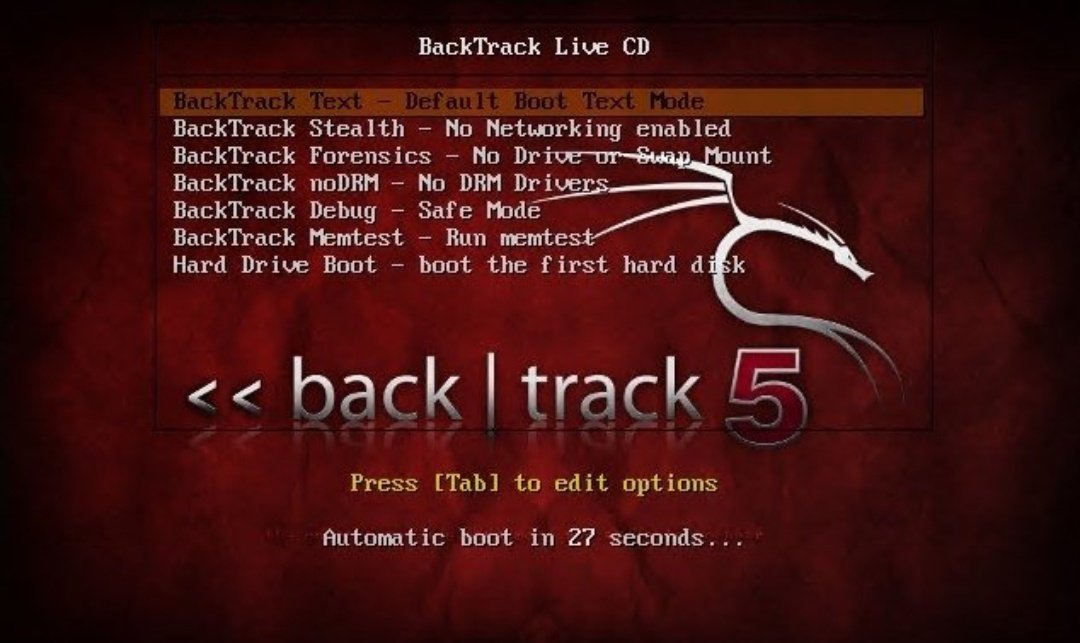 BackTrack Live CD
BackTrack Text - Default Boot Text Mode
BackTrack Stealth - No Networking enabled
BackTrack Forensics - No Drive or Swap Mount
BackTrack noDRM - No DRM Drivers
BackTrack Debug - Safe Mode
BackTrack Memtest - Run memtest
Hard Drive Boot - boot the first hard disk
<< back | track 5
Press [Tab] to edit options
Automatic boot in 27 seconds...